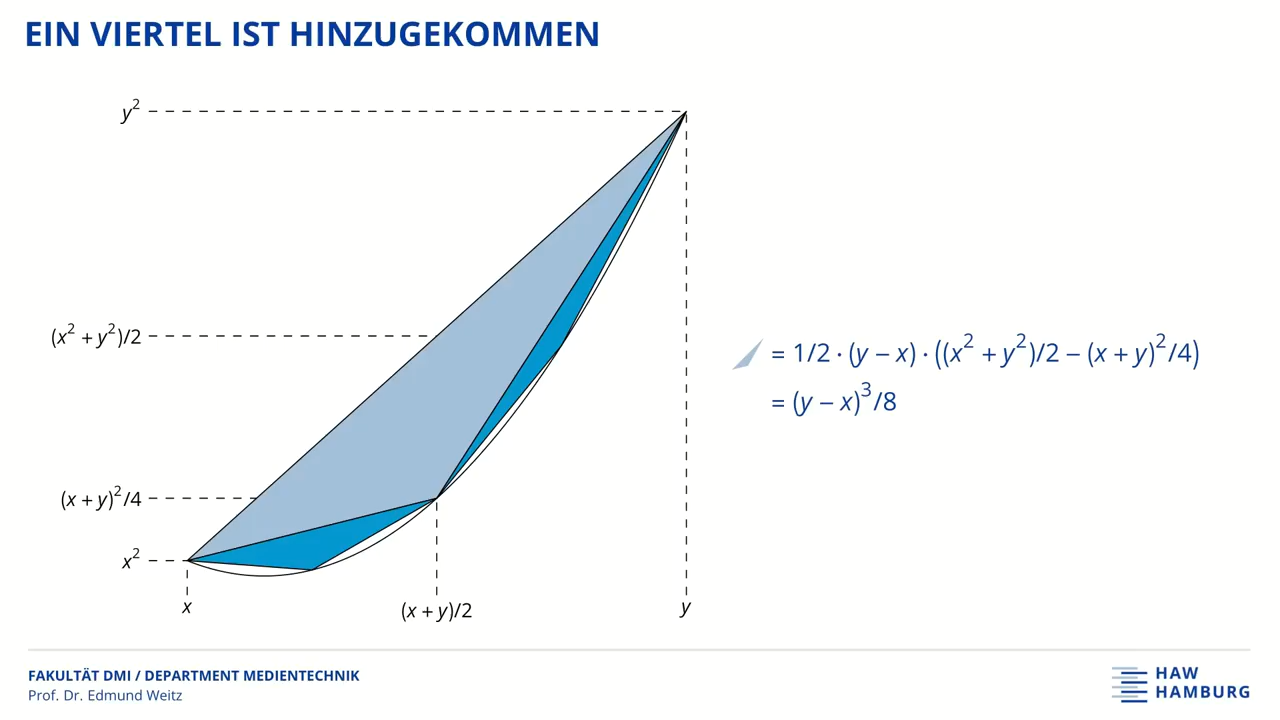 EIN VIERTEL IST HINZUGEKOMMEN
y²
(x² + y²)/2
= 1/2 · (y − x) · ((x² + y²)/2 − (x + y)²/4)
= (y − x)³/8
(x + y)²/4
x²
x
(x + y)/2
y
FAKULTÄT DMI / DEPARTMENT MEDIENTECHNIK
Prof. Dr. Edmund Weitz
HAW
HAMBURG